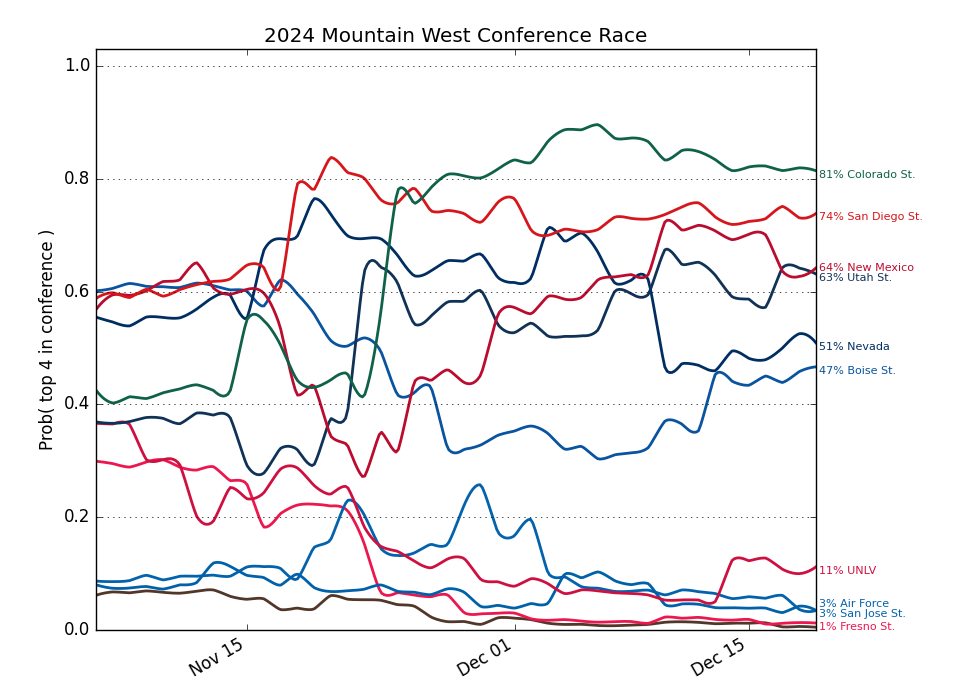 2024 Mountain West Conference Race
Prob( top 4 in conference )
1.0
0.8
0.6
0.4
0.2
0.0
Nov 15
Dec 01
Dec 15
81% Colorado St.
74% San Diego St.
64% New Mexico
63% Utah St.
51% Nevada
47% Boise St.
11% UNLV
3% Air Force
3% San Jose St.
1% Fresno St.